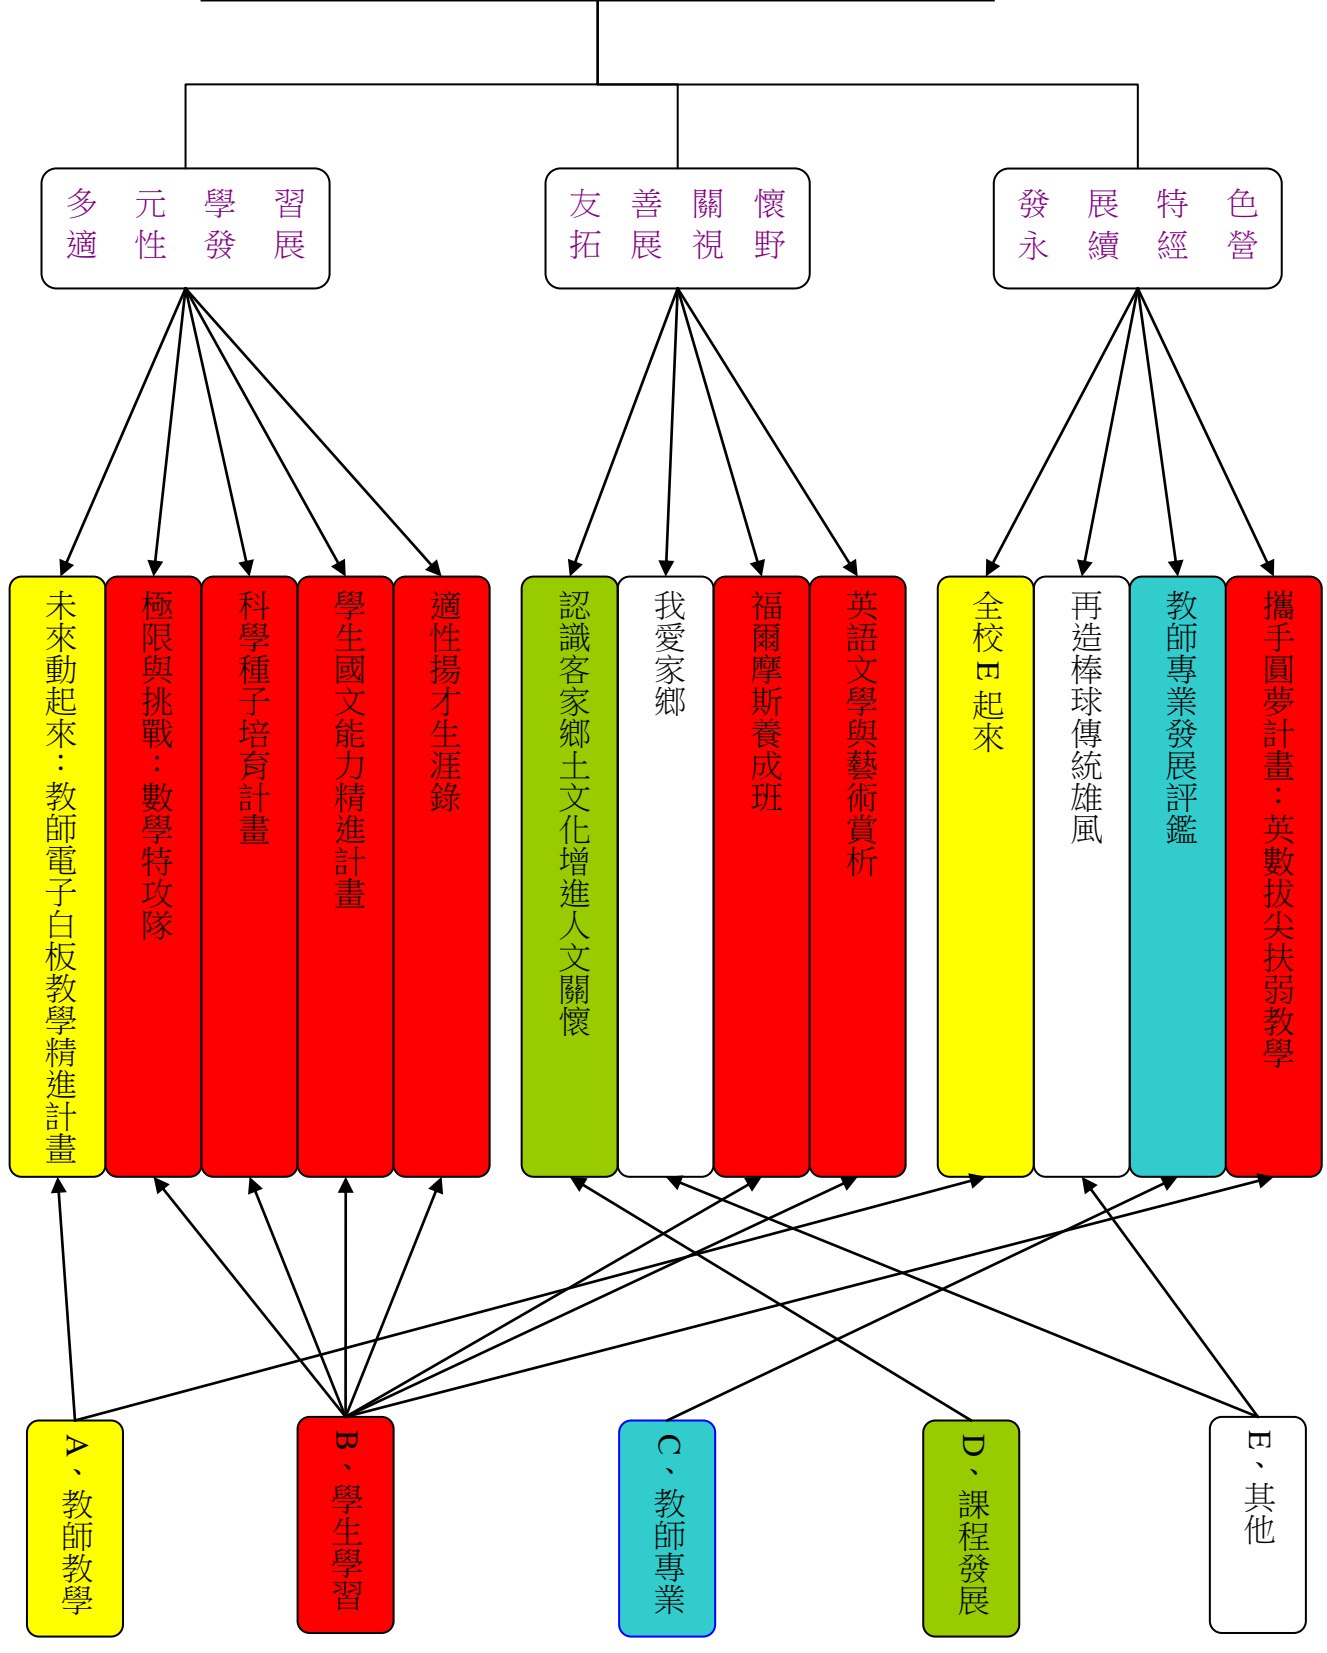 多元學習
適性發展
友善關懷
拓展視野
發展特色
永續經營
未來動起來：教師電子白板教學精進計畫
極限與挑戰：數學特攻隊
科學種子培育計畫
學生國文能力精進計畫
適性揚才生涯錄
認識客家鄉土文化增進人文關懷
我愛家鄉
福爾摩斯養成班
英語文學與藝術賞析
全校E起來
再造棒球傳統雄風
教師專業發展評鑑
攜手圓夢計畫：英數拔尖扶弱教學
A、教師教學
B、學生學習
C、教師專業
D、課程發展
E、其他